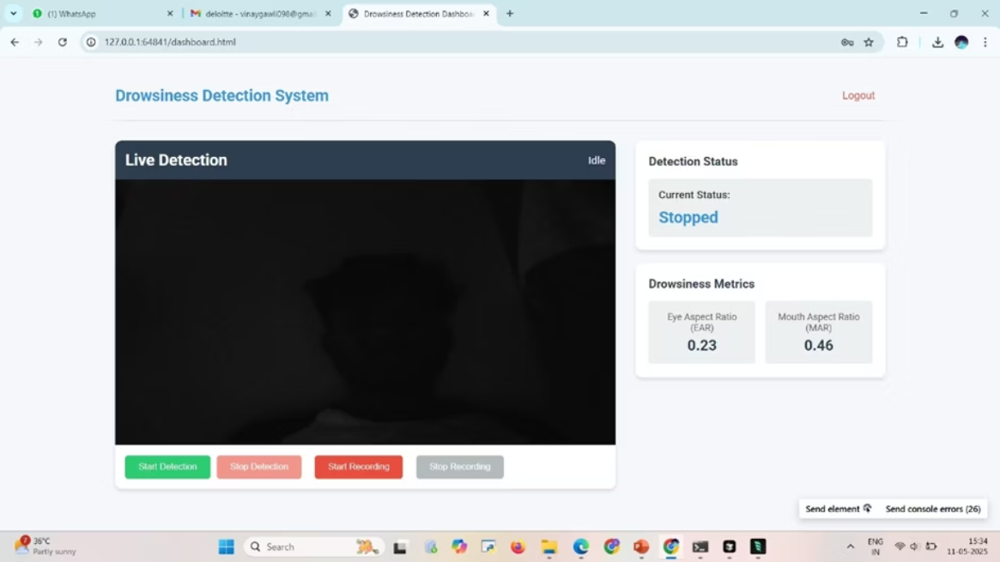 (1) WhatsApp
deloitte - vinaygawli098@gmai
Drowsiness Detection Dashboa
127.0.0.1:64841/dashboard.html
Drowsiness Detection System
Logout
Live Detection
Idle
Detection Status
Current Status:
Stopped
Drowsiness Metrics
Eye Aspect Ratio
(EAR)
0.23
Mouth Aspect Ratio
(MAR)
0.46
Start Detection
Stop Detection
Start Recording
Stop Recording
Send element
Send console errors (26)
7
36°C
Partly sunny
Search
ENG
IN
15:34
11-05-2025